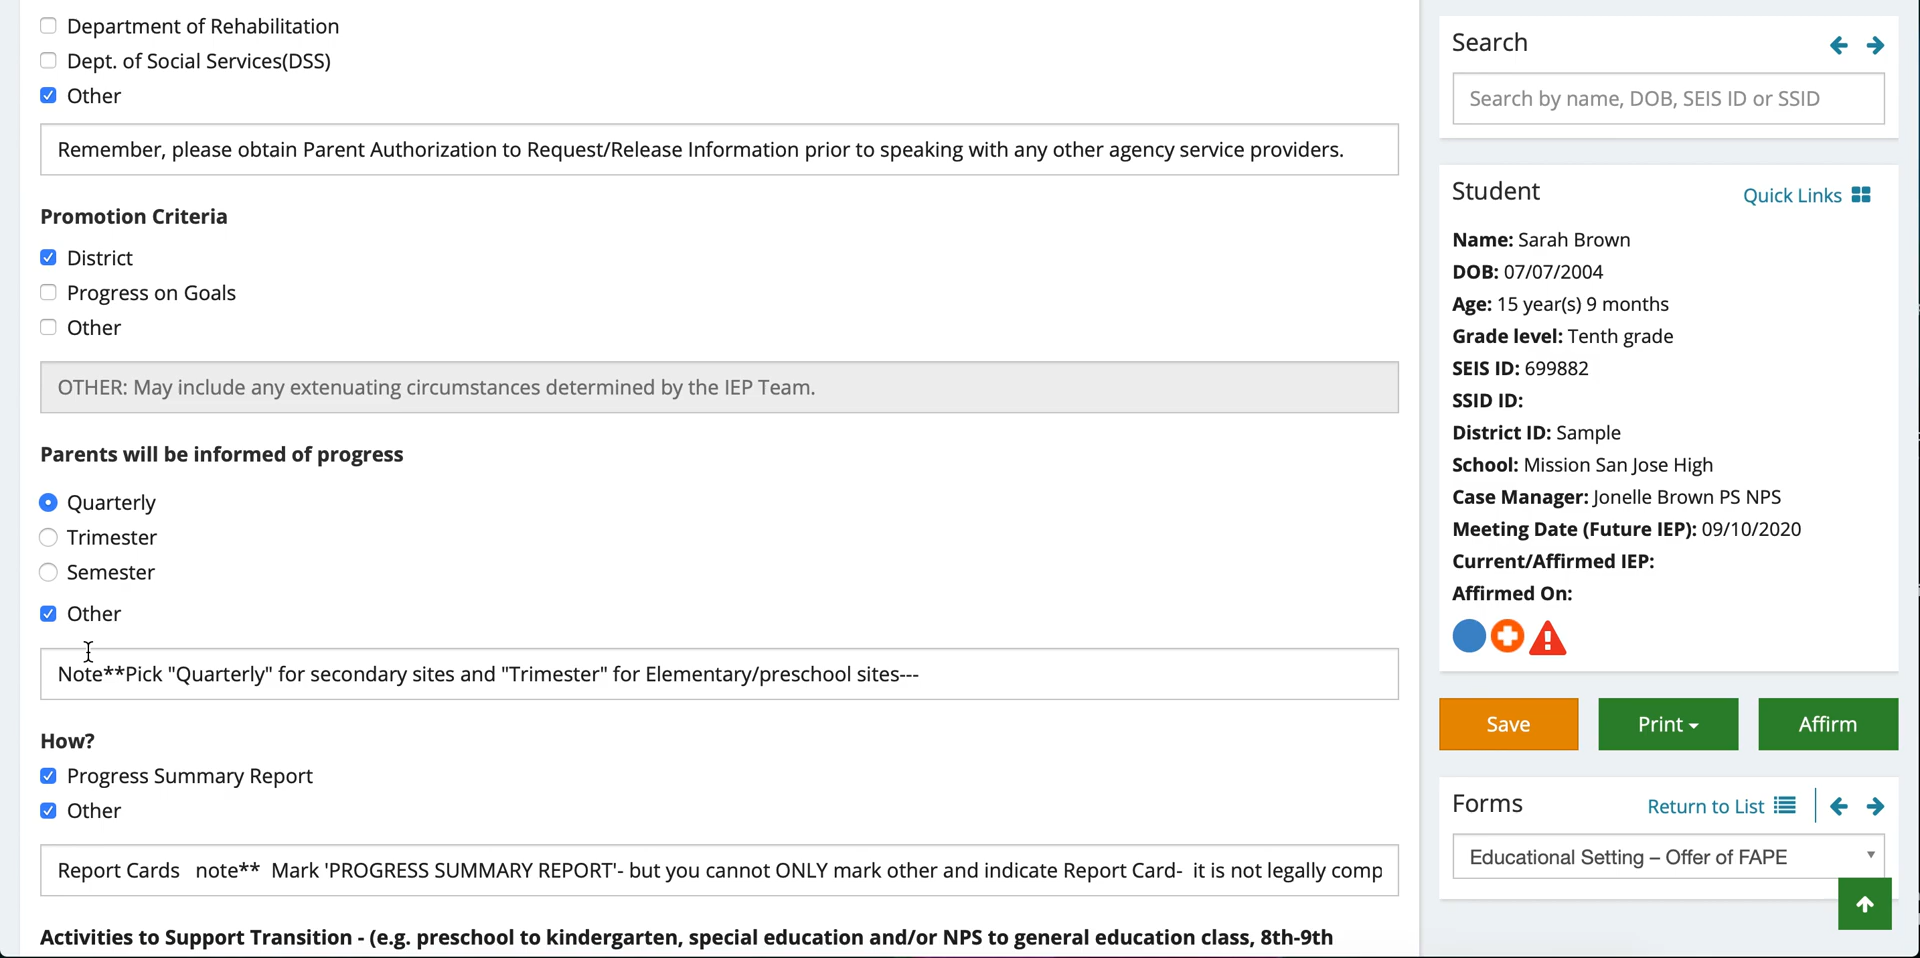 Department of Rehabilitation
Dept. of Social Services(DSS)
Other
Remember, please obtain Parent Authorization to Request/Release Information prior to speaking with any other agency service providers.
Promotion Criteria
District
Progress on Goals
Other
OTHER: May include any extenuating circumstances determined by the IEP Team.
Parents will be informed of progress
Quarterly
Trimester
Semester
Other
Note**Pick "Quarterly" for secondary sites and "Trimester" for Elementary/preschool sites---
How?
Progress Summary Report
Other
Report Cards   note**  Mark 'PROGRESS SUMMARY REPORT'- but you cannot ONLY mark other and indicate Report Card-  it is not legally comp
Activities to Support Transition - (e.g. preschool to kindergarten, special education and/or NPS to general education class, 8th-9th
Search
Search by name, DOB, SEIS ID or SSID
Student
Quick Links
Name: Sarah Brown
DOB: 07/07/2004
Age: 15 year(s) 9 months
Grade level: Tenth grade
SEIS ID: 699882
SSID ID:
District ID: Sample
School: Mission San Jose High
Case Manager: Jonelle Brown PS NPS
Meeting Date (Future IEP): 09/10/2020
Current/Affirmed IEP:
Affirmed On:
Save
Print
Affirm
Forms
Return to List
Educational Setting – Offer of FAPE